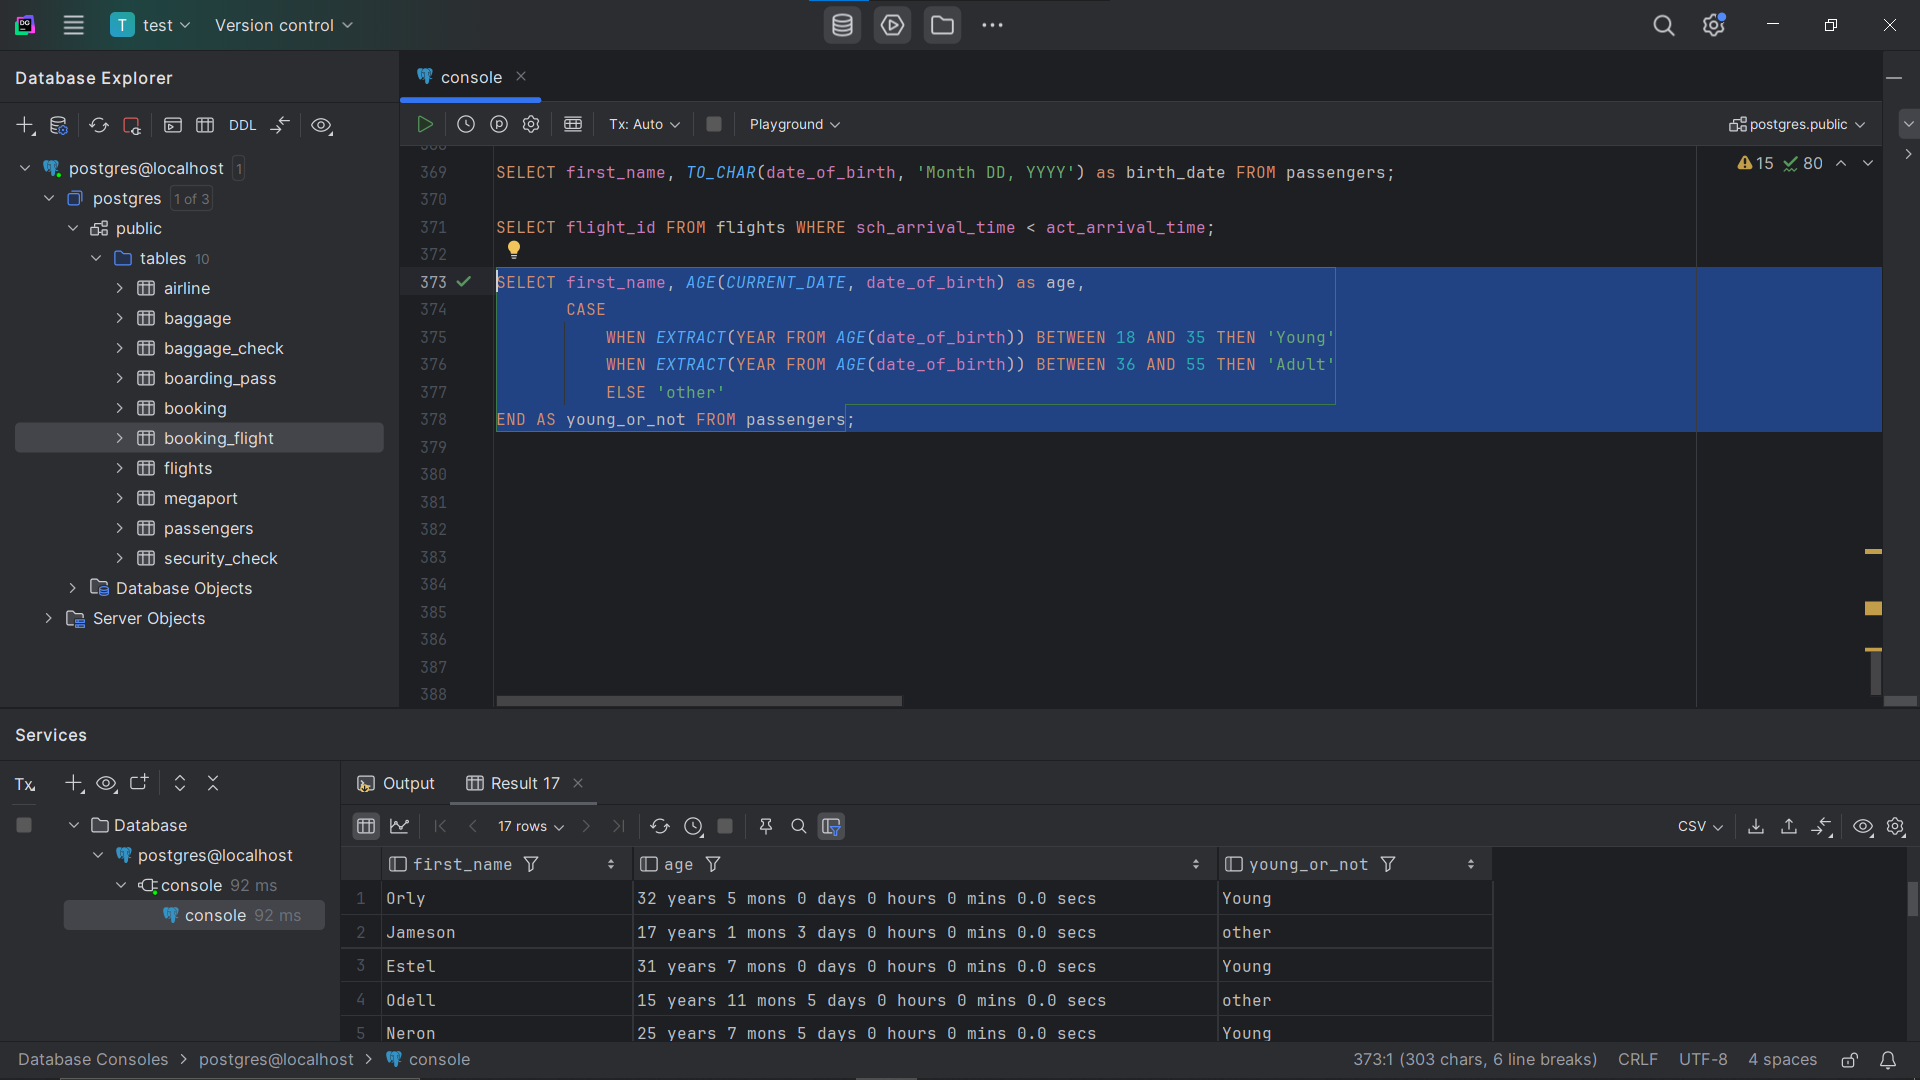 T test Version control
Database Explorer
console
DDL
Tx: Auto Playground postgres.public
postgres@localhost 1
postgres 1 of 3
public
tables 10
airline
baggage
baggage_check
boarding_pass
booking
booking_flight
flights
megaport
passengers
security_check
Database Objects
Server Objects
15 80
369 SELECT first_name, TO_CHAR(date_of_birth, 'Month DD, YYYY') as birth_date FROM passengers;
370
371 SELECT flight_id FROM flights WHERE sch_arrival_time < act_arrival_time;
372
373 SELECT first_name, AGE(CURRENT_DATE, date_of_birth) as age,
374 CASE
375 WHEN EXTRACT(YEAR FROM AGE(date_of_birth)) BETWEEN 18 AND 35 THEN 'Young'
376 WHEN EXTRACT(YEAR FROM AGE(date_of_birth)) BETWEEN 36 AND 55 THEN 'Adult'
377 ELSE 'other'
378 END AS young_or_not FROM passengers;
379
380
381
382
383
384
385
386
387
388
Services
Tx
Database
postgres@localhost
console 92 ms
console 92 ms
Output Result 17
17 rows CSV
first_name age young_or_not
1 Orly 32 years 5 mons 0 days 0 hours 0 mins 0.0 secs Young
2 Jameson 17 years 1 mons 3 days 0 hours 0 mins 0.0 secs other
3 Estel 31 years 7 mons 0 days 0 hours 0 mins 0.0 secs Young
4 Odell 15 years 11 mons 5 days 0 hours 0 mins 0.0 secs other
5 Neron 25 years 7 mons 5 days 0 hours 0 mins 0.0 secs Young
Database Consoles > postgres@localhost > console
373:1 (303 chars, 6 line breaks) CRLF UTF-8 4 spaces